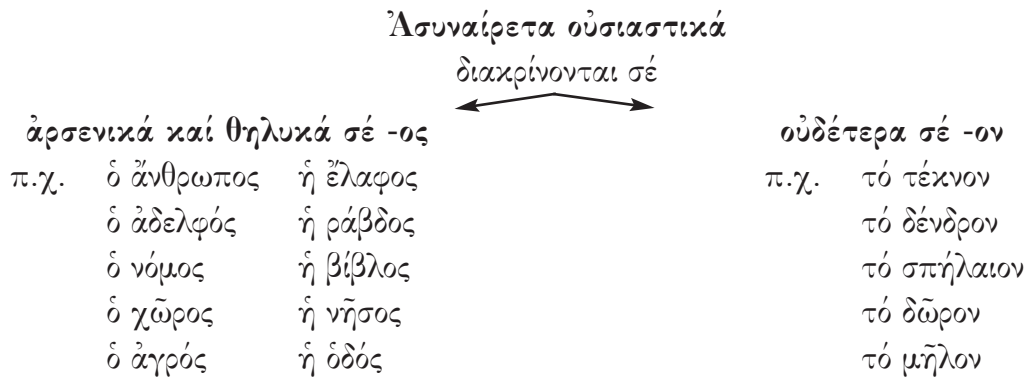 Ἀσυναίρετα οὐσιαστικά
διακρίνονται σέ
ἀρσενικά καί θηλυκά σέ -ος οὐδέτερα σέ -ον
π.χ. ὁ ἄνθρωπος ἡ ἔλαφος π.χ. τό τέκνον
ὁ ἀδελφός ἡ ράβδος τό δένδρον
ὁ νόμος ἡ βίβλος τό σπήλαιον
ὁ χῶρος ἡ νῆσος τό δῶρον
ὁ ἀγρός ἡ ὁδός τό μῆλον